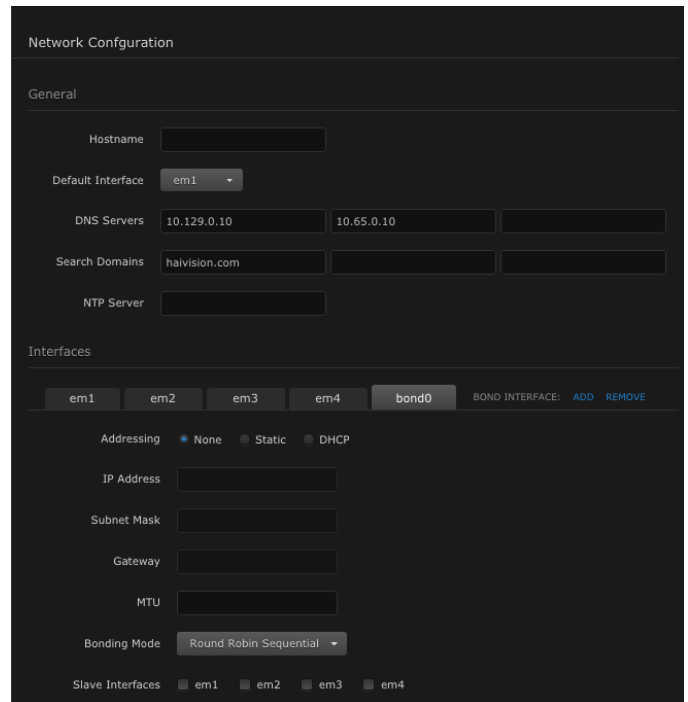 Network Confguration
General
Hostname
Default Interface em1
DNS Servers 10.129.0.10 10.65.0.10
Search Domains haivision.com
NTP Server
Interfaces
em1 em2 em3 em4 bond0 BOND INTERFACE: ADD REMOVE
Addressing None Static DHCP
IP Address
Subnet Mask
Gateway
MTU
Bonding Mode Round Robin Sequential
Slave Interfaces em1 em2 em3 em4